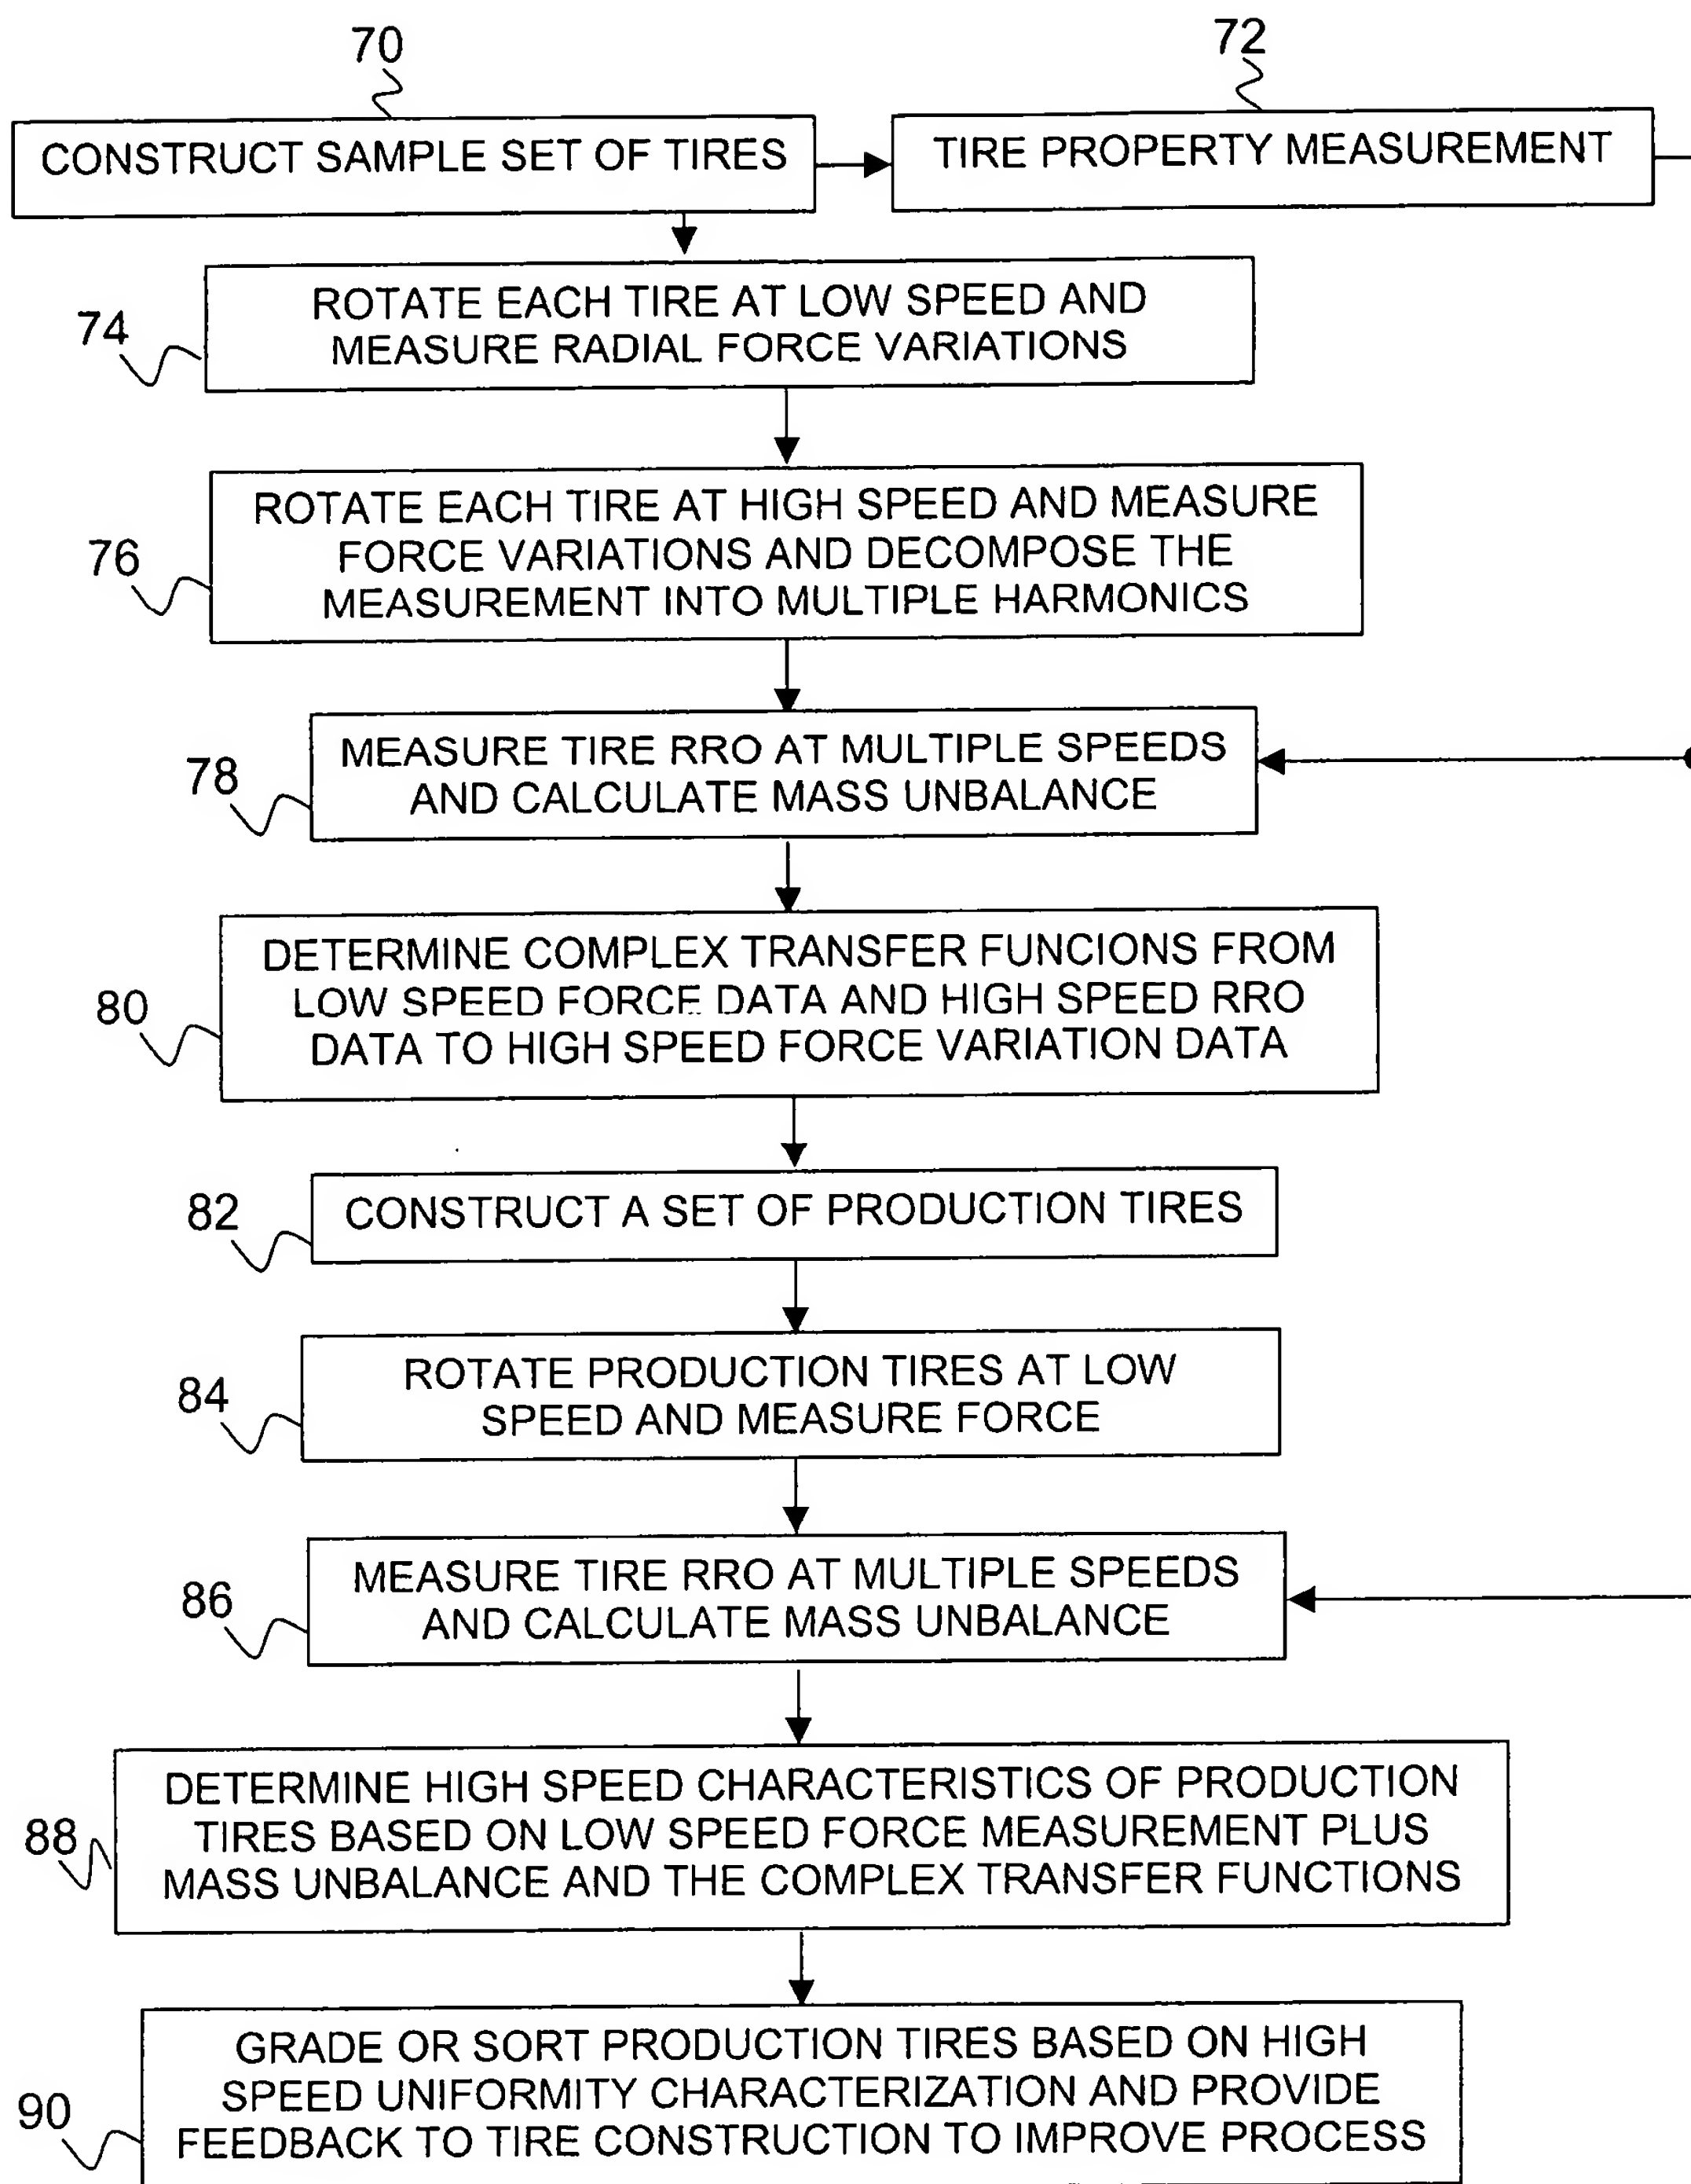 70
72
CONSTRUCT SAMPLE SET OF TIRES
TIRE PROPERTY MEASUREMENT
74
ROTATE EACH TIRE AT LOW SPEED AND
MEASURE RADIAL FORCE VARIATIONS
76
ROTATE EACH TIRE AT HIGH SPEED AND MEASURE
FORCE VARIATIONS AND DECOMPOSE THE
MEASUREMENT INTO MULTIPLE HARMONICS
78
MEASURE TIRE RRO AT MULTIPLE SPEEDS
AND CALCULATE MASS UNBALANCE
80
DETERMINE COMPLEX TRANSFER FUNCIONS FROM
LOW SPEED FORCE DATA AND HIGH SPEED RRO
DATA TO HIGH SPEED FORCE VARIATION DATA
82
CONSTRUCT A SET OF PRODUCTION TIRES
84
ROTATE PRODUCTION TIRES AT LOW
SPEED AND MEASURE FORCE
86
MEASURE TIRE RRO AT MULTIPLE SPEEDS
AND CALCULATE MASS UNBALANCE
88
DETERMINE HIGH SPEED CHARACTERISTICS OF PRODUCTION
TIRES BASED ON LOW SPEED FORCE MEASUREMENT PLUS
MASS UNBALANCE AND THE COMPLEX TRANSFER FUNCTIONS
90
GRADE OR SORT PRODUCTION TIRES BASED ON HIGH
SPEED UNIFORMITY CHARACTERIZATION AND PROVIDE
FEEDBACK TO TIRE CONSTRUCTION TO IMPROVE PROCESS